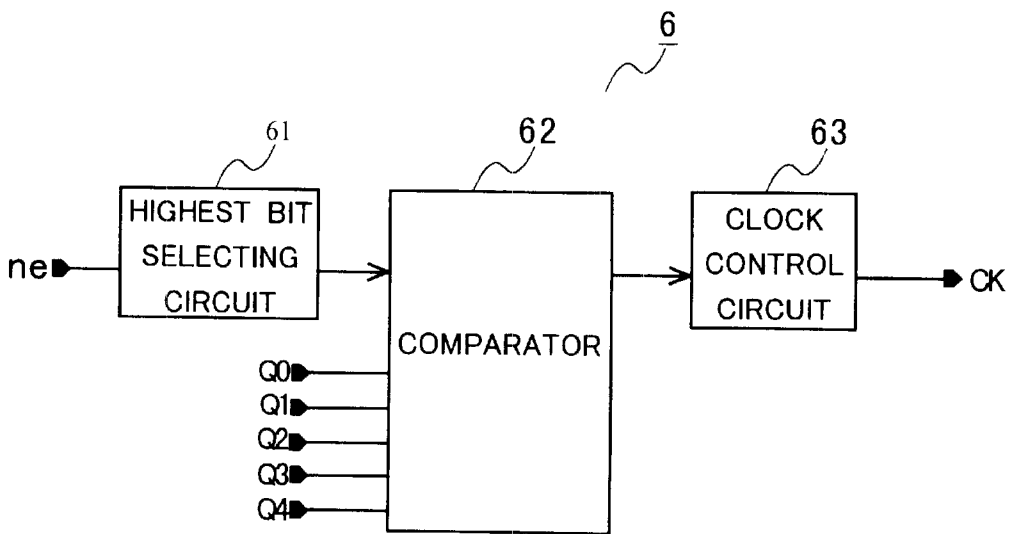 6
61
62
63
HIGHEST BIT
SELECTING
CIRCUIT
ne
COMPARATOR
CLOCK
CONTROL
CIRCUIT
CK
Q0
Q1
Q2
Q3
Q4